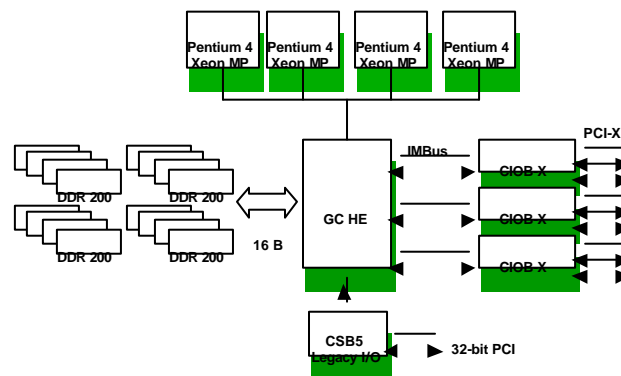 Pentium 4
Xeon MP
Pentium 4
Xeon MP
Pentium 4
Xeon MP
Pentium 4
Xeon MP
IMBus
PCI-X
CIOB X
DDR 200
DDR 200
GC HE
CIOB X
16 B
CIOB X
DDR 200
DDR 200
CSB5
Legacy I/O
32-bit PCI